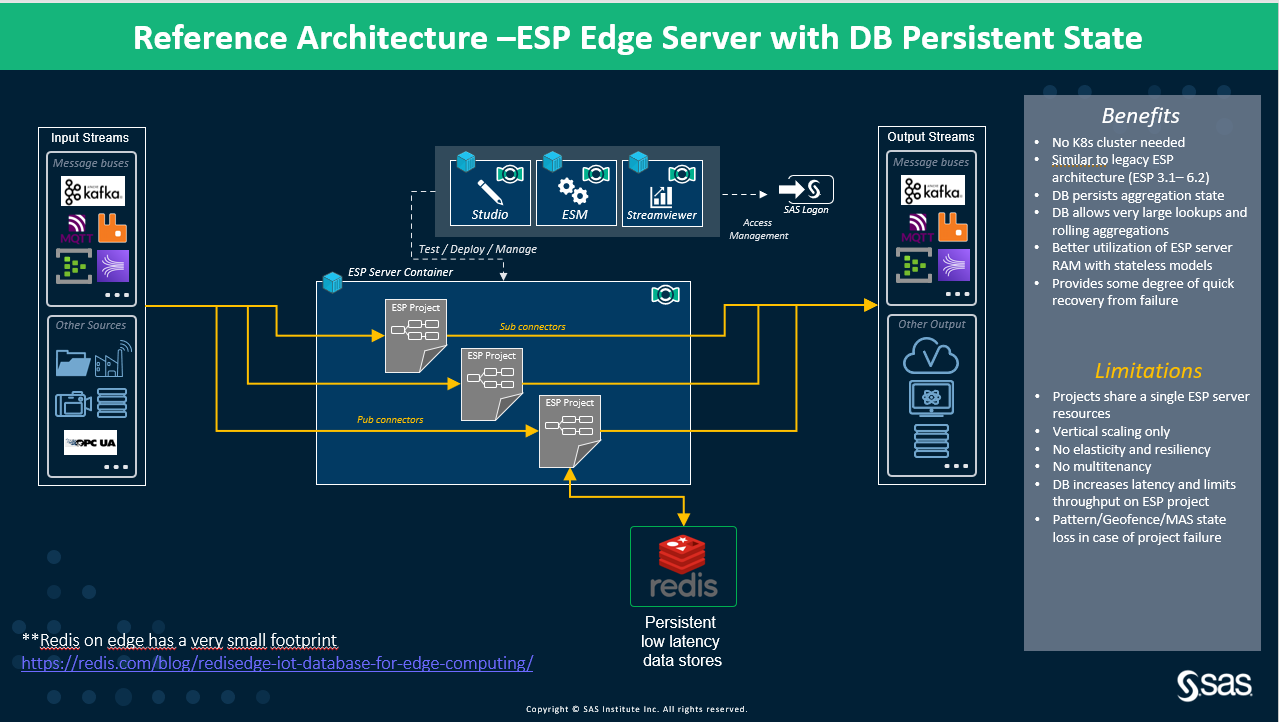 Reference Architecture –ESP Edge Server with DB Persistent State
Input Streams
Message buses
kafka
MQTT
Other Sources
OPC UA
Studio
ESM
Streamviewer
SAS Logon
Access
Management
Test / Deploy / Manage
ESP Server Container
ESP Project
Sub connectors
ESP Project
ESP Project
Pub connectors
redis
Persistent
low latency
data stores
Output Streams
Message buses
kafka
MQTT
Other Output
Benefits
• No K8s cluster needed
• Similar to legacy ESP
architecture (ESP 3.1– 6.2)
• DB persists aggregation state
• DB allows very large lookups and
rolling aggregations
• Better utilization of ESP server
RAM with stateless models
• Provides some degree of quick
recovery from failure
Limitations
• Projects share a single ESP server
resources
• Vertical scaling only
• No elasticity and resiliency
• No multitenancy
• DB increases latency and limits
throughput on ESP project
• Pattern/Geofence/MAS state
loss in case of project failure
**Redis on edge has a very small footprint
https://redis.com/blog/redisedge-iot-database-for-edge-computing/
sas
Copyright © SAS Institute Inc. All rights reserved.